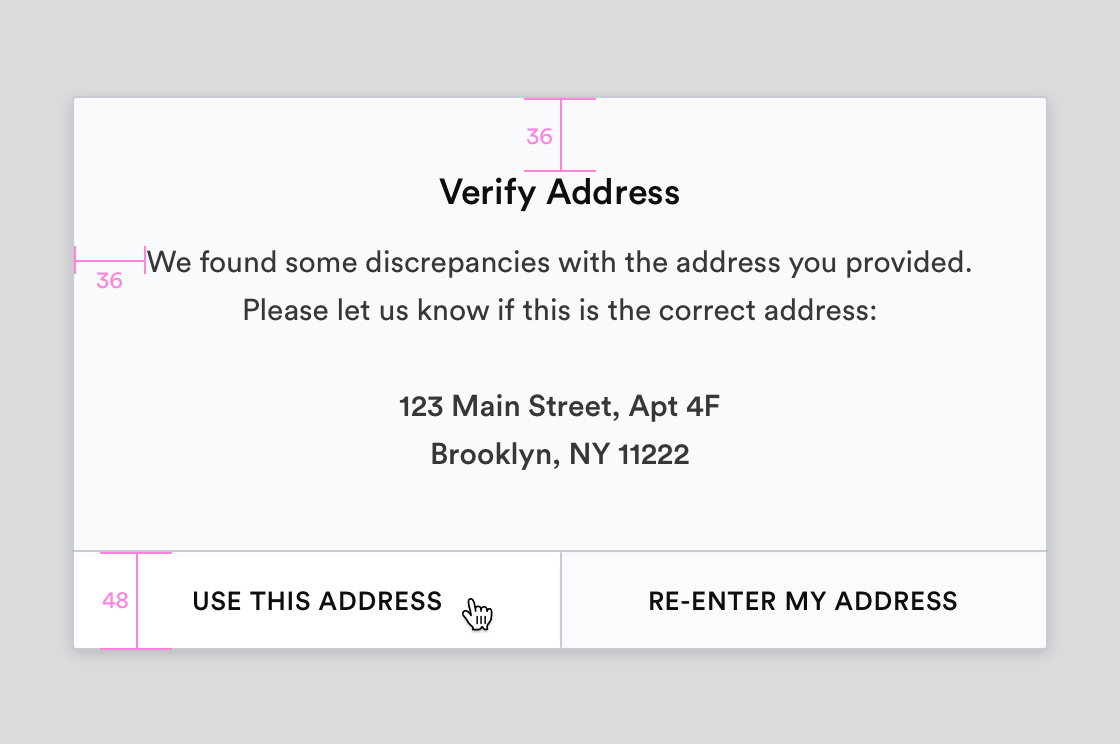 36
Verify Address
We found some discrepancies with the address you provided.
36
Please let us know if this is the correct address:
123 Main Street, Apt 4F
Brooklyn, NY 11222
48
USE THIS ADDRESS
RE-ENTER MY ADDRESS